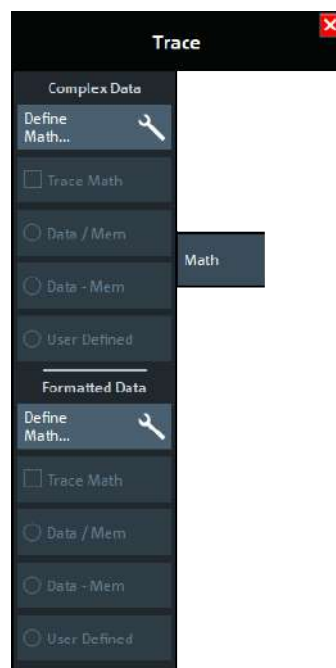 Trace
Complex Data
Define
Math...
Trace Math
Data / Mem
Data - Mem
User Defined
Math
Formatted Data
Define
Math...
Trace Math
Data / Mem
Data - Mem
User Defined